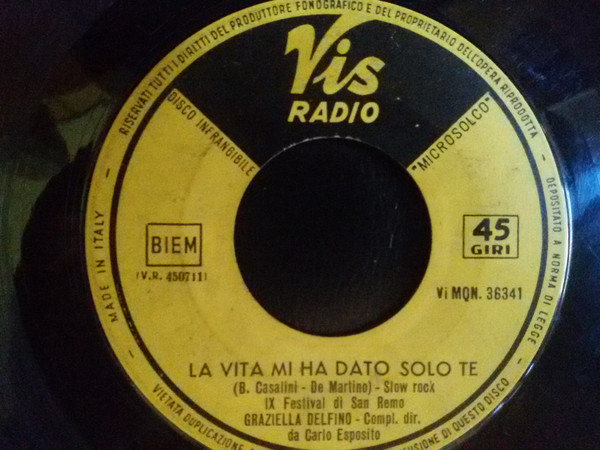 RISERVATI TUTTI I DIRITTI DEL PRODUTTORE FONOGRAFICO E DEL PROPRIETARIO DELL'OPERA RIPRODOTTA
Vis
RADIO
DISCO INFRANGIBILE
"MICROSOLCO"
BIEM
(V.R. 450711)
45
GIRI
Vi MQN. 36341
MADE IN ITALY
DEPOSITATO A NORMA DI LEGGE
LA VITA MI HA DATO SOLO TE
(B. Casalini - De Martino) - Slow rock
IX Festival di San Remo
GRAZIELLA DELFINO - Compl. dir.
da Carlo Esposito
VIETATA DUPLICAZIONE
DI QUESTO DISCO